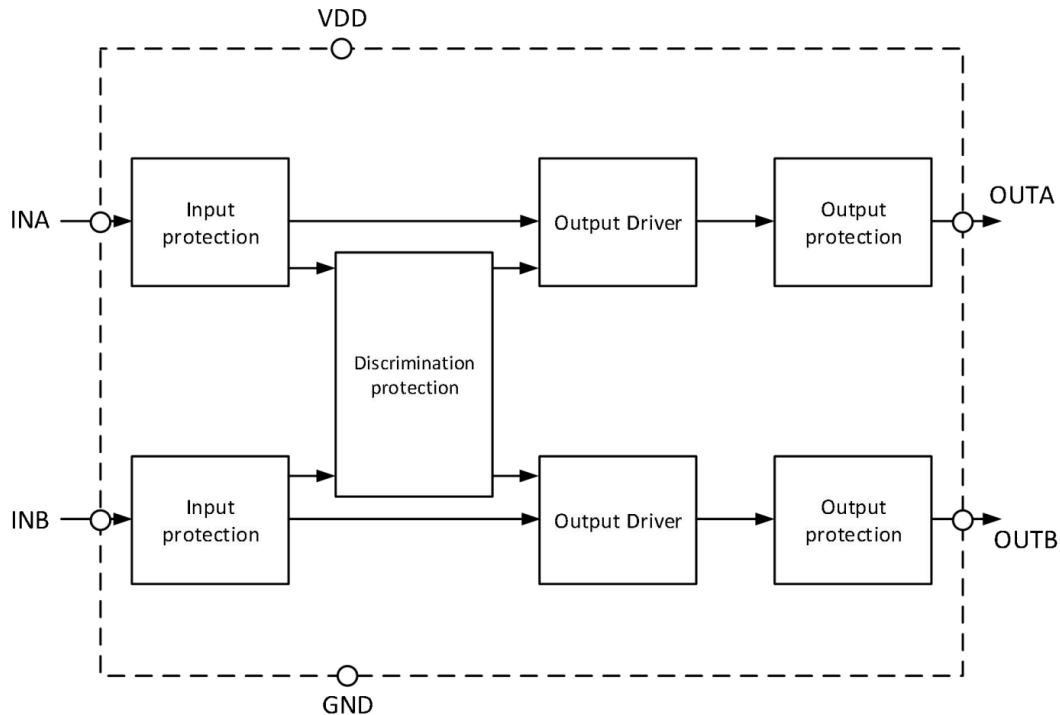 VDD
INA
Input
protection
Output Driver
Output
protection
OUTA
Discrimination
protection
INB
Input
protection
Output Driver
Output
protection
OUTB
GND